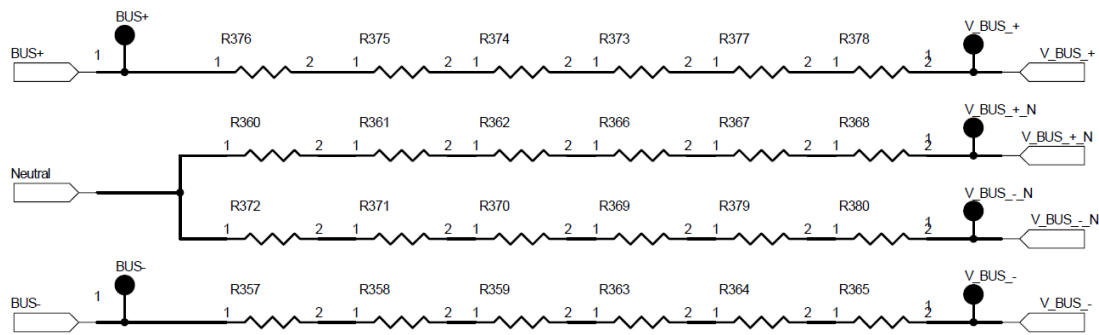 BUS+
V_BUS_+
R376 R375 R374 R373 R377 R378
BUS+ 1 1 2 1 2 1 2 1 2 1 2 1 2 1 V_BUS_+
V_BUS_+_N
R360 R361 R362 R366 R367 R368
1 2 1 2 1 2 1 2 1 2 1 2 1 V_BUS_+_N
Neutral
V_BUS_-_N
R372 R371 R370 R369 R379 R380
1 2 1 2 1 2 1 2 1 2 1 2 1 V_BUS_-_N
BUS-
V_BUS_-
R357 R358 R359 R363 R364 R365
BUS- 1 1 2 1 2 1 2 1 2 1 2 1 2 1 V_BUS_-